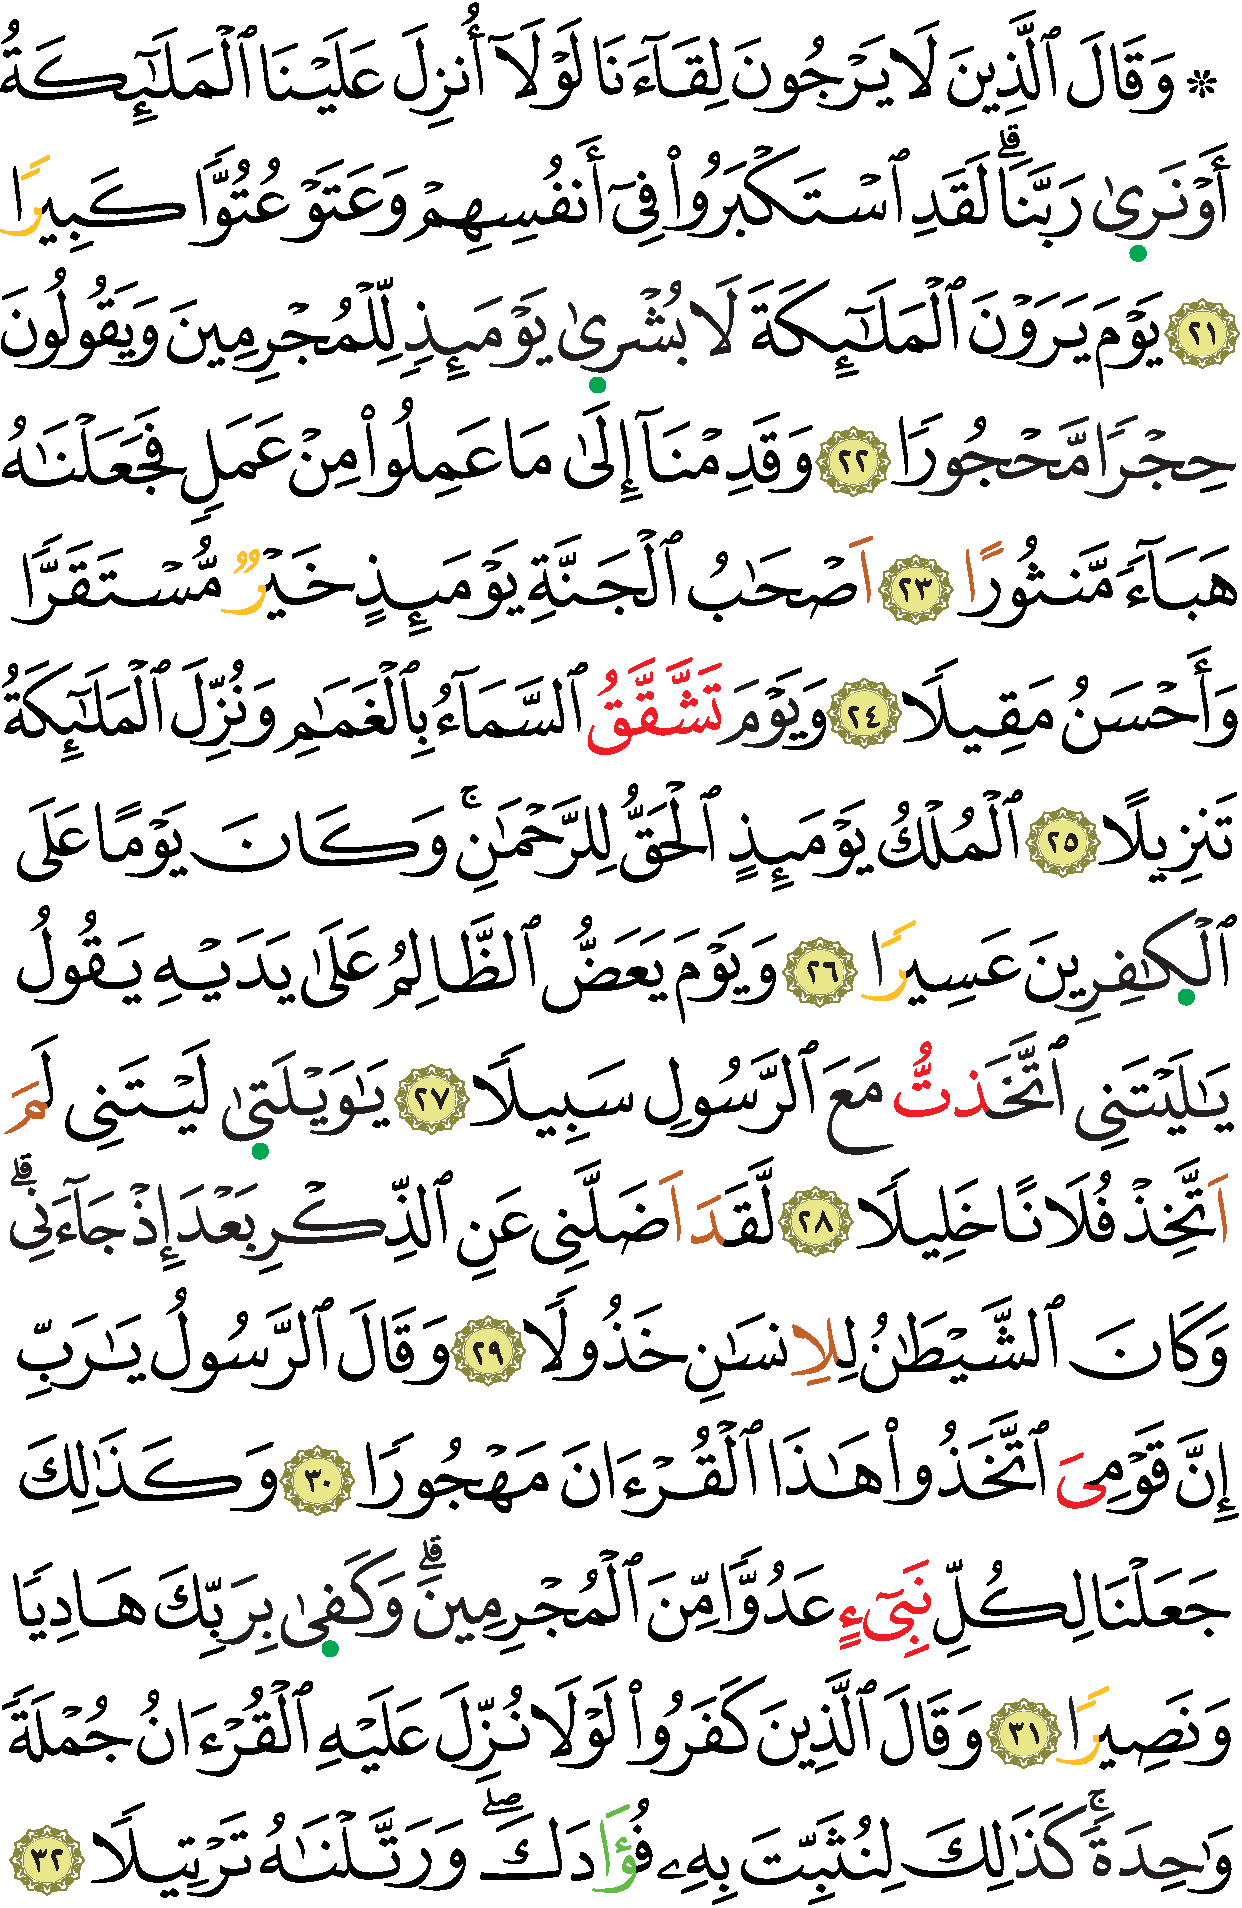 ۞ وَقَالَ ٱلَّذِينَ لَا يَرْجُونَ لِقَآءَنَا لَوْلَآ أُنزِلَ عَلَيْنَا ٱلْمَلَٰٓئِكَةُ
أَوْ نَرَىٰ رَبَّنَاۗ لَقَدِ ٱسْتَكْبَرُوا۟ فِىٓ أَنفُسِهِمْ وَعَتَوْ عُتُوًّا كَبِيرًا
٢١ يَوْمَ يَرَوْنَ ٱلْمَلَٰٓئِكَةَ لَا بُشْرَىٰ يَوْمَئِذٍ لِّلْمُجْرِمِينَ وَيَقُولُونَ
حِجْرًا مَّحْجُورًا ٢٢ وَقَدِمْنَآ إِلَىٰ مَا عَمِلُوا۟ مِنْ عَمَلٍ فَجَعَلْنَٰهُ
هَبَآءً مَّنثُورًا ٢٣ اَصْحَٰبُ ٱلْجَنَّةِ يَوْمَئِذٍ خَيْرٌ مُّسْتَقَرًّا
وَأَحْسَنُ مَقِيلًا ٢٤ وَيَوْمَ تَشَّقَّقُ ٱلسَّمَآءُ بِٱلْغَمَٰمِ وَنُزِّلَ ٱلْمَلَٰٓئِكَةُ
تَنزِيلًا ٢٥ ٱلْمُلْكُ يَوْمَئِذٍ ٱلْحَقُّ لِلرَّحْمَٰنِۚ وَكَانَ يَوْمًا عَلَى
ٱلْكَٰفِرِينَ عَسِيرًا ٢٦ وَيَوْمَ يَعَضُّ ٱلظَّالِمُ عَلَىٰ يَدَيْهِ يَقُولُ
يَٰلَيْتَنِى ٱتَّخَذتُّ مَعَ ٱلرَّسُولِ سَبِيلًا ٢٧ يَٰوَيْلَتَىٰ لَيْتَنِى لَمَ
اَتَّخِذْ فُلَانًا خَلِيلًا ٢٨ لَّقَدَ اَضَلَّنِى عَنِ ٱلذِّكْرِ بَعْدَ إِذْ جَآءَنِىۗ
وَكَانَ ٱلشَّيْطَٰنُ لِلِانسَٰنِ خَذُولًا ٢٩ وَقَالَ ٱلرَّسُولُ يَٰرَبِّ
إِنَّ قَوْمِىَ ٱتَّخَذُوا۟ هَٰذَا ٱلْقُرْءَانَ مَهْجُورًا ٣٠ وَكَذَٰلِكَ
جَعَلْنَا لِكُلِّ نَبِىٓءٍ عَدُوًّا مِّنَ ٱلْمُجْرِمِينَۗ وَكَفَىٰ بِرَبِّكَ هَادِيًا
وَنَصِيرًا ٣١ وَقَالَ ٱلَّذِينَ كَفَرُوا۟ لَوْلَا نُزِّلَ عَلَيْهِ ٱلْقُرْءَانُ جُمْلَةً
وَٰحِدَةًۚ كَذَٰلِكَ لِنُثَبِّتَ بِهِۦ فُؤَادَكَۖ وَرَتَّلْنَٰهُ تَرْتِيلًا ٣٢